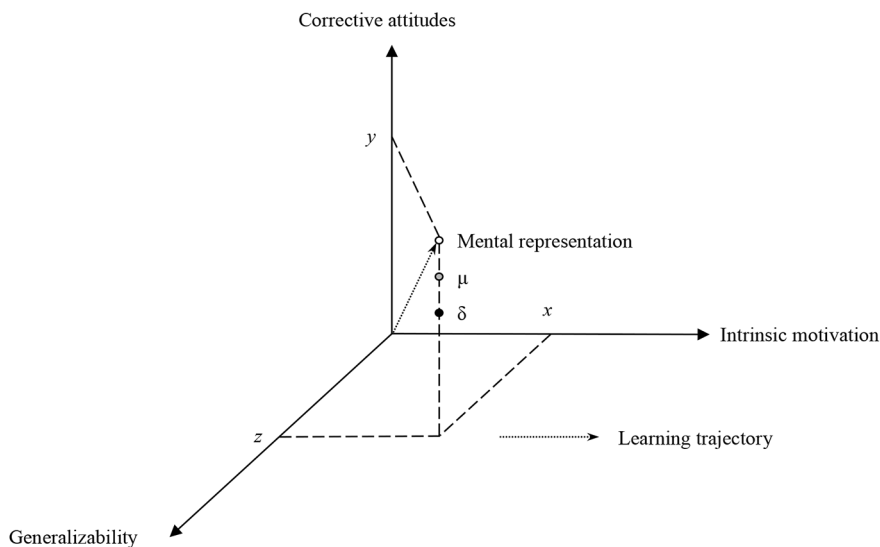 Corrective attitudes
y
Mental representation
μ
δ
x
Intrinsic motivation
z
Learning trajectory
Generalizability